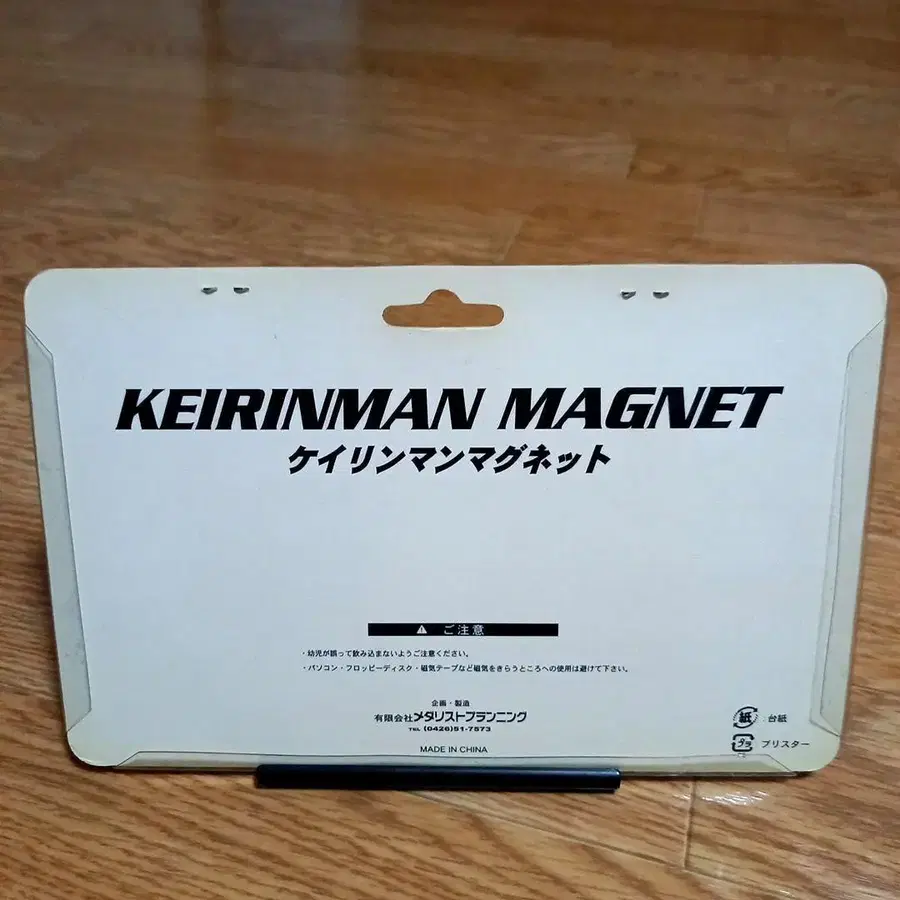 KEIRINMAN MAGNET
ケイリンマンマグネット
⚠ ご注意
・幼児が誤って飲み込まないようご注意ください。
・パソコン・フロッピーディスク・磁気テープなど磁気をきらうところへの使用は避けて下さい。
企画・製造
有限会社メダリストプランニング
TEL (0426)51-7573
MADE IN CHINA
紙 : 台紙
プラ : ブリスター